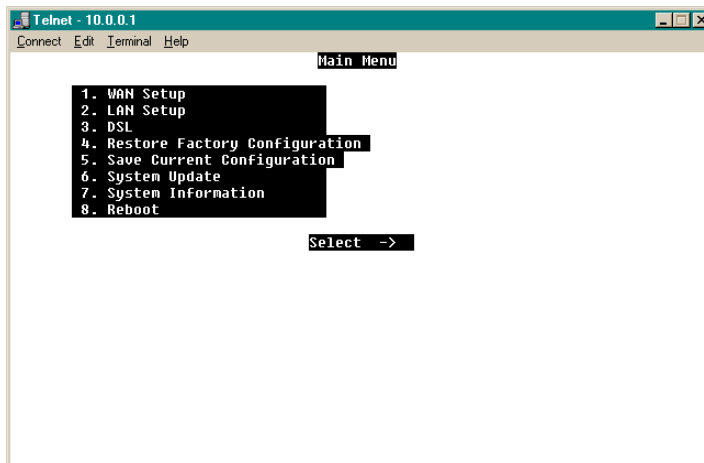 Telnet - 10.0.0.1
Connect Edit Terminal Help
Main Menu
1. WAN Setup
2. LAN Setup
3. DSL
4. Restore Factory Configuration
5. Save Current Configuration
6. System Update
7. System Information
8. Reboot
Select ->